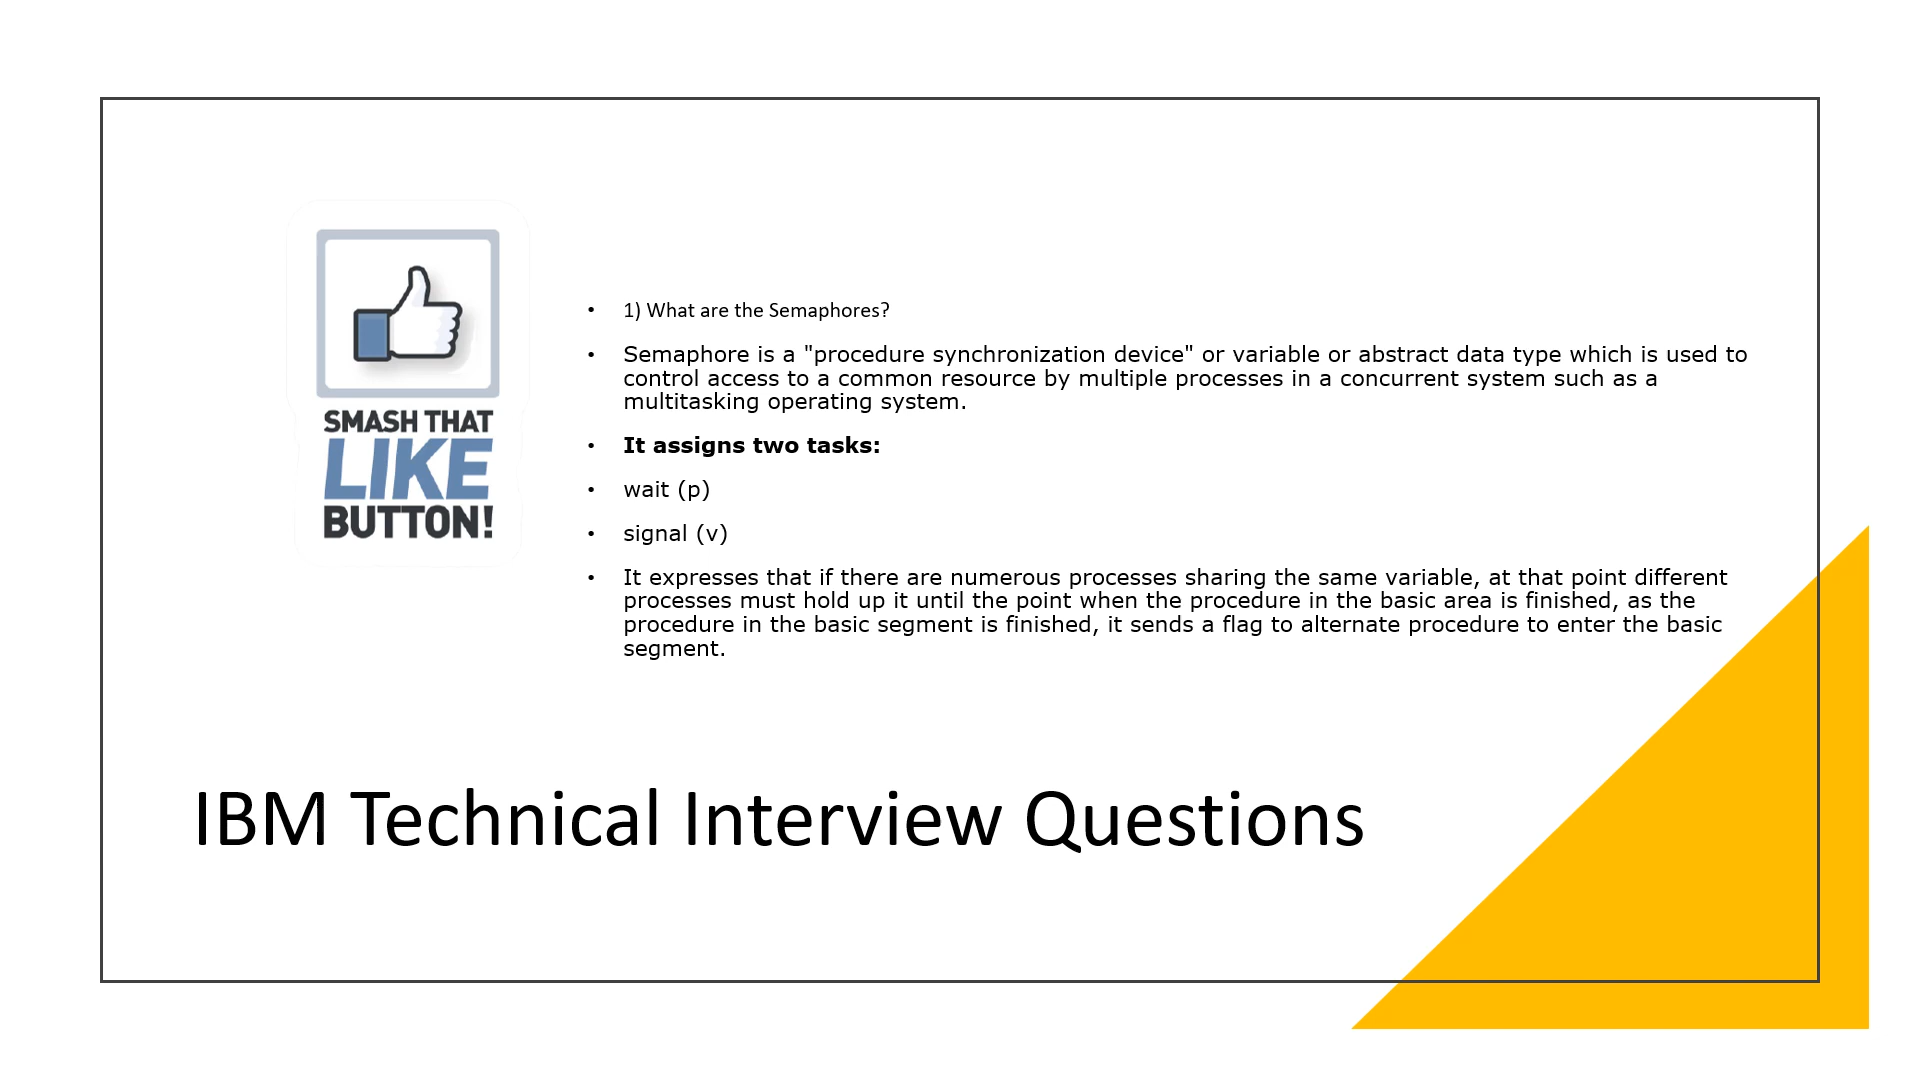 SMASH THAT
LIKE
BUTTON!
• 1) What are the Semaphores?
• Semaphore is a "procedure synchronization device" or variable or abstract data type which is used to
control access to a common resource by multiple processes in a concurrent system such as a
multitasking operating system.
• It assigns two tasks:
• wait (p)
• signal (v)
• It expresses that if there are numerous processes sharing the same variable, at that point different
processes must hold up it until the point when the procedure in the basic area is finished, as the
procedure in the basic segment is finished, it sends a flag to alternate procedure to enter the basic
segment.
IBM Technical Interview Questions